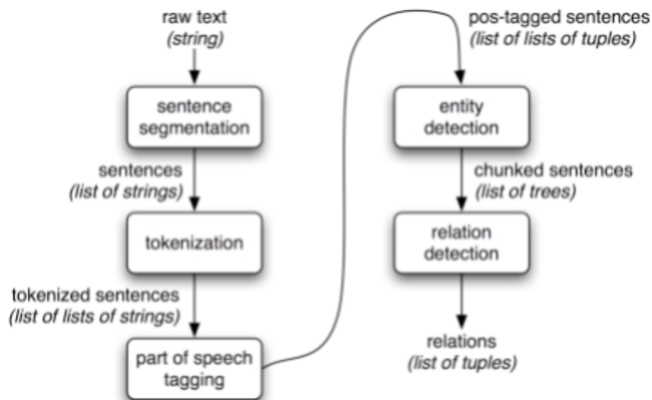 raw text
(string)
sentence
segmentation
sentences
(list of strings)
tokenization
tokenized sentences
(list of lists of strings)
part of speech
tagging
pos-tagged sentences
(list of lists of tuples)
entity
detection
chunked sentences
(list of trees)
relation
detection
relations
(list of tuples)